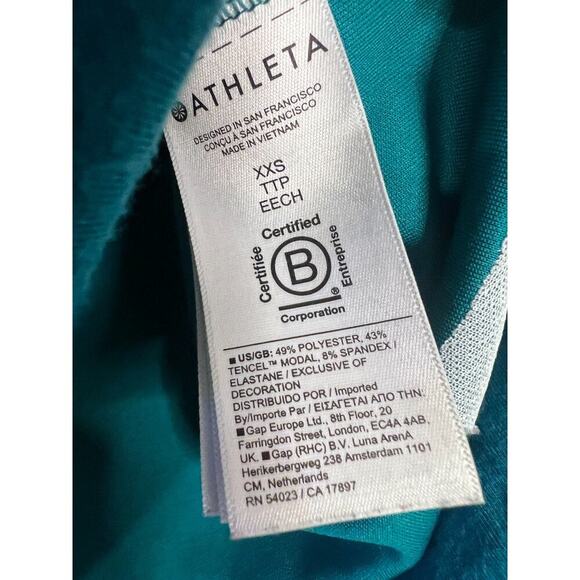 ATHLETA
DESIGNED IN SAN FRANCISCO
CONÇU À SAN FRANCISCO
MADE IN VIETNAM
XXS
TTP
EECH
Certifiée
Certified
B
Entreprise
®
Corporation
■ US/GB: 49% POLYESTER, 43%
TENCEL™ MODAL, 8% SPANDEX /
ELASTANE / EXCLUSIVE OF
DECORATION
DISTRIBUIDO POR / Imported
By/Importe Par / ΕΙΣΑΓΕΤΑΙ ΑΠΟ ΤΗΝ.
■ Gap Europe Ltd., 8th Floor, 20
Farringdon Street, London, EC4A 4AB,
UK. ■ Gap (RHC) B.V. Luna ArenA
Herikerbergweg 238 Amsterdam 1101
CM, Netherlands
RN 54023 / CA 17897